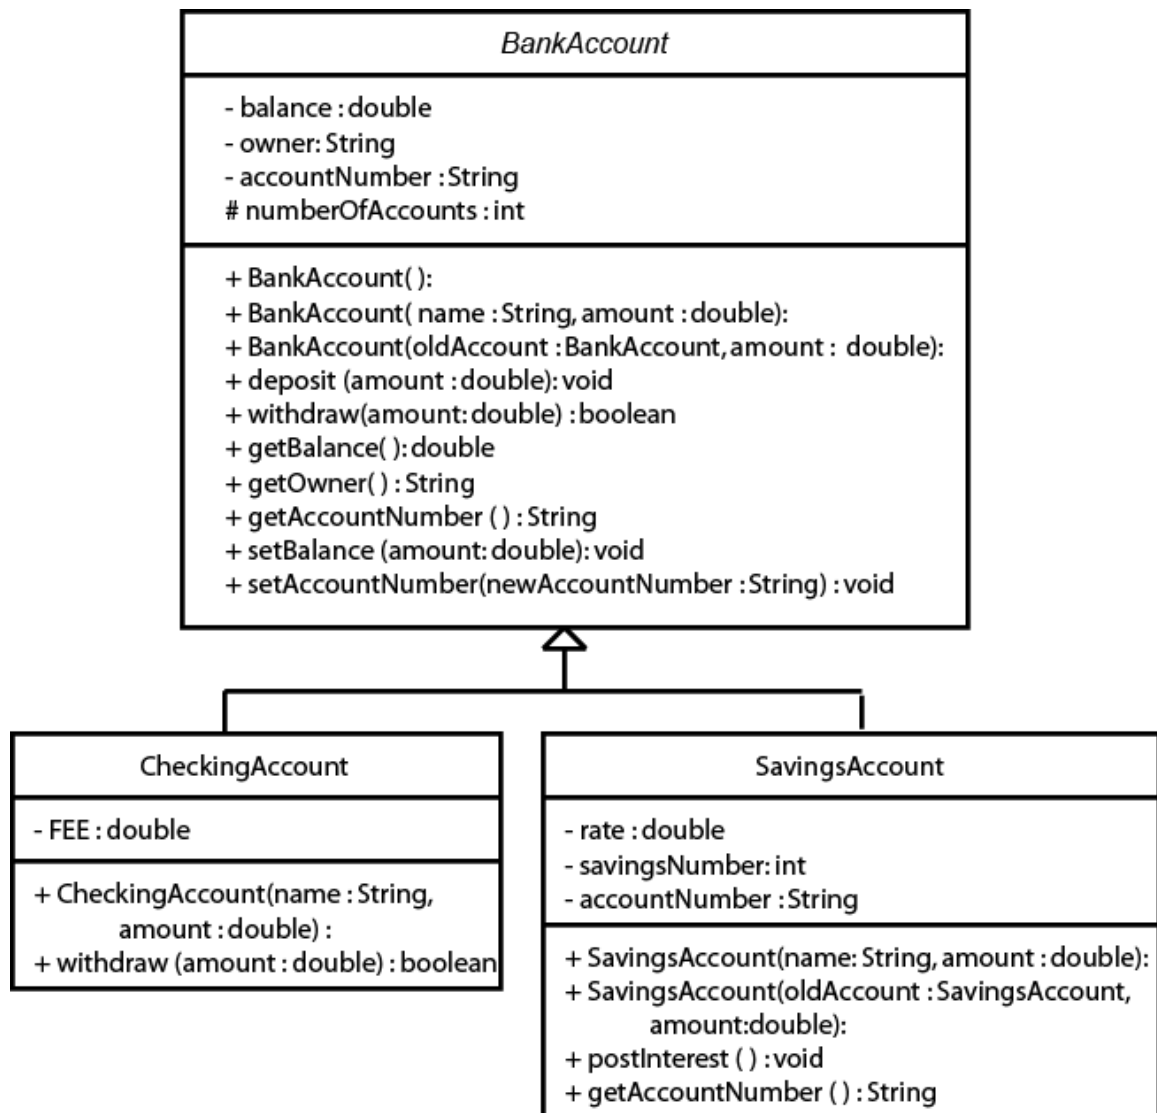 BankAccount
- balance : double
- owner: String
- accountNumber : String
# numberOfAccounts : int
+ BankAccount( ):
+ BankAccount( name : String, amount : double):
+ BankAccount(oldAccount : BankAccount, amount : double):
+ deposit (amount : double): void
+ withdraw(amount: double) : boolean
+ getBalance( ): double
+ getOwner( ) : String
+ getAccountNumber ( ) : String
+ setBalance (amount: double): void
+ setAccountNumber(newAccountNumber : String) : void
CheckingAccount
- FEE : double
+ CheckingAccount(name : String,
amount : double) :
+ withdraw (amount : double) : boolean
SavingsAccount
- rate : double
- savingsNumber: int
- accountNumber : String
+ SavingsAccount(name: String, amount : double):
+ SavingsAccount(oldAccount : SavingsAccount,
amount:double):
+ postInterest ( ) : void
+ getAccountNumber ( ) : String